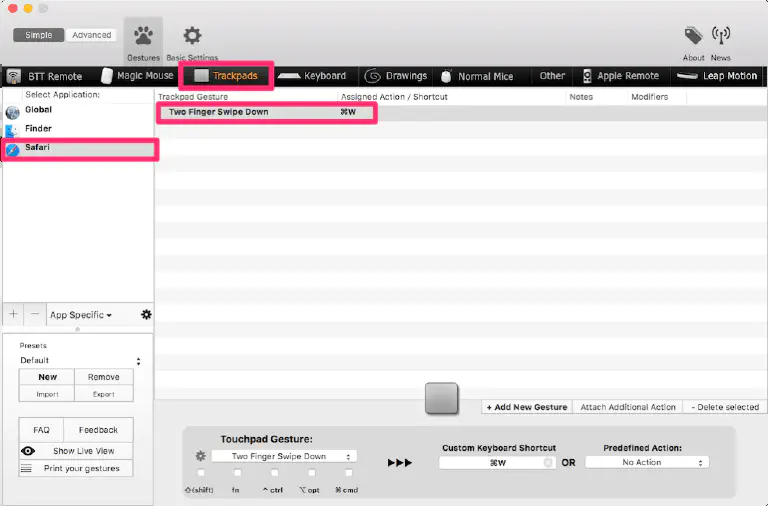 Simple Advanced
Gestures Basic Settings About News
BTT Remote Magic Mouse Trackpads Keyboard Drawings Normal Mice Other Apple Remote Leap Motion
Select Application: Trackpad Gesture Assigned Action / Shortcut Notes Modifiers
Global
Two Finger Swipe Down ⌘W
Finder
Safari
+ − App Specific
Presets
Default
New Remove
Import Export
+ Add New Gesture Attach Additional Action - Delete selected
FAQ Feedback
Show Live View
Print your gestures
Touchpad Gesture:
Custom Keyboard Shortcut Predefined Action:
Two Finger Swipe Down ⌘W OR No Action
⇧(shift) fn ^ ctrl ⌥ opt ⌘ cmd